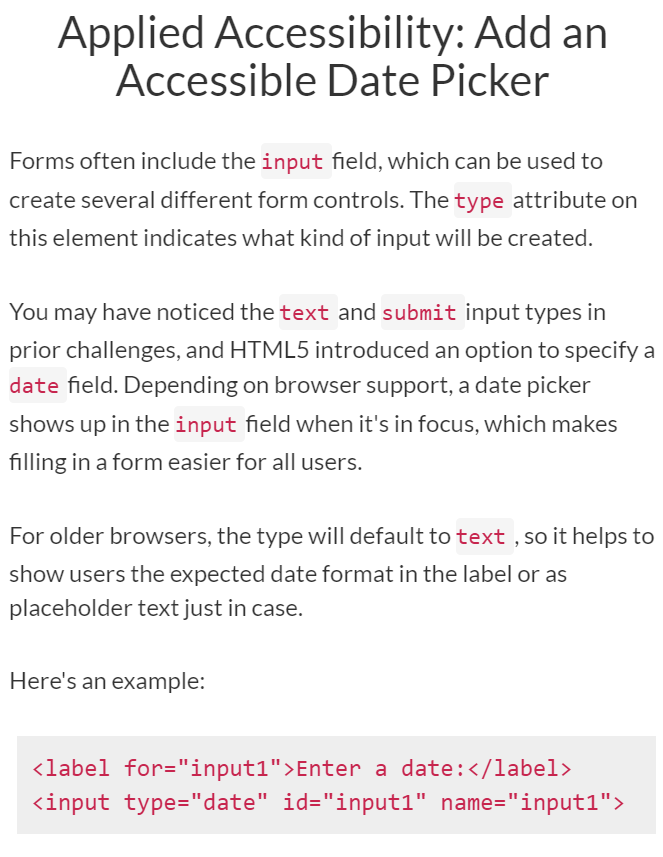 Applied Accessibility: Add an
Accessible Date Picker
Forms often include the input field, which can be used to
create several different form controls. The type attribute on
this element indicates what kind of input will be created.
You may have noticed the text and submit input types in
prior challenges, and HTML5 introduced an option to specify a
date field. Depending on browser support, a date picker
shows up in the input field when it's in focus, which makes
filling in a form easier for all users.
For older browsers, the type will default to text , so it helps to
show users the expected date format in the label or as
placeholder text just in case.
Here's an example:
<label for="input1">Enter a date:</label>
<input type="date" id="input1" name="input1">